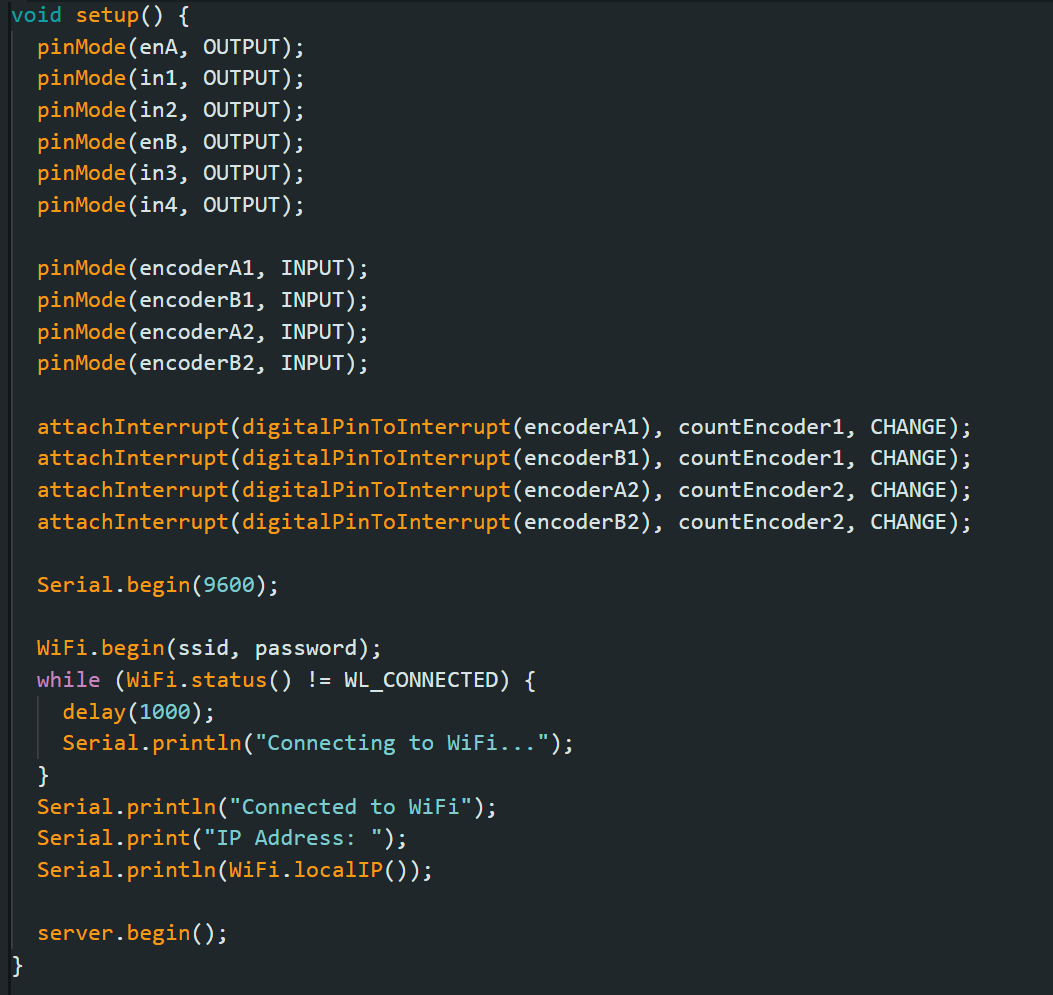 void setup() {
  pinMode(enA, OUTPUT);
  pinMode(in1, OUTPUT);
  pinMode(in2, OUTPUT);
  pinMode(enB, OUTPUT);
  pinMode(in3, OUTPUT);
  pinMode(in4, OUTPUT);

  pinMode(encoderA1, INPUT);
  pinMode(encoderB1, INPUT);
  pinMode(encoderA2, INPUT);
  pinMode(encoderB2, INPUT);

  attachInterrupt(digitalPinToInterrupt(encoderA1), countEncoder1, CHANGE);
  attachInterrupt(digitalPinToInterrupt(encoderB1), countEncoder1, CHANGE);
  attachInterrupt(digitalPinToInterrupt(encoderA2), countEncoder2, CHANGE);
  attachInterrupt(digitalPinToInterrupt(encoderB2), countEncoder2, CHANGE);

  Serial.begin(9600);

  WiFi.begin(ssid, password);
  while (WiFi.status() != WL_CONNECTED) {
    delay(1000);
    Serial.println("Connecting to WiFi...");
  }
  Serial.println("Connected to WiFi");
  Serial.print("IP Address: ");
  Serial.println(WiFi.localIP());

  server.begin();
}